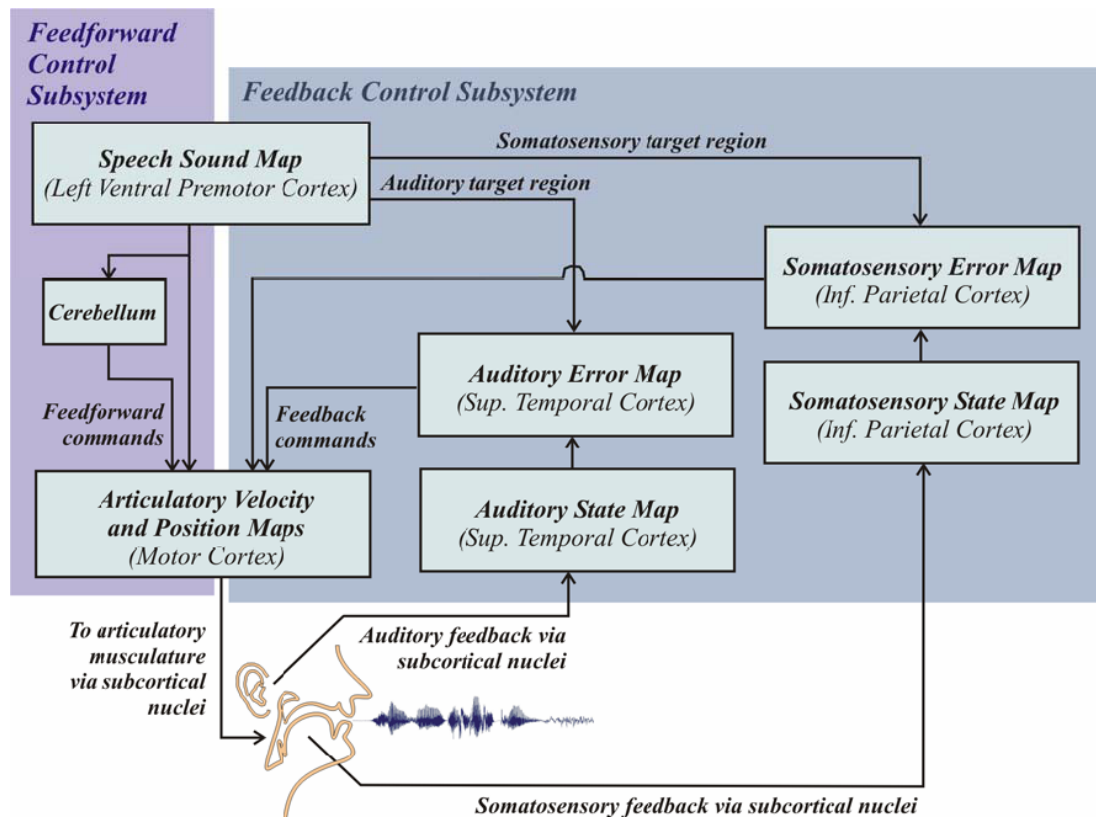 Feedforward
Control
Subsystem
Feedback Control Subsystem
Speech Sound Map
(Left Ventral Premotor Cortex)
Somatosensory target region
Auditory target region
Somatosensory Error Map
(Inf. Parietal Cortex)
Cerebellum
Auditory Error Map
(Sup. Temporal Cortex)
Somatosensory State Map
(Inf. Parietal Cortex)
Feedforward
commands
Feedback
commands
Articulatory Velocity
and Position Maps
(Motor Cortex)
Auditory State Map
(Sup. Temporal Cortex)
To articulatory
musculature
via subcortical
nuclei
Auditory feedback via
subcortical nuclei
Somatosensory feedback via subcortical nuclei